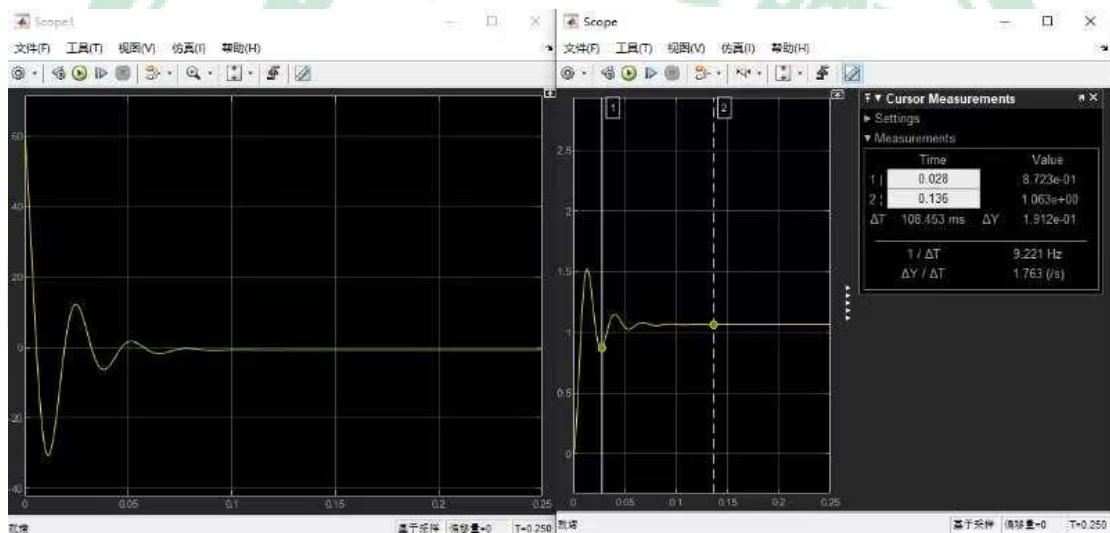 Scope1
文件(F) 工具(T) 视图(V) 仿真(I) 帮助(H)
60
40
20
0
-20
-40
0 0.05 0.1 0.15 0.2 0.25
就绪
基于采样 偏移量=0 T=0.250
Scope
文件(F) 工具(T) 视图(V) 仿真(I) 帮助(H)
1 2
2.5
2
1.5
1
0.5
0
0 0.05 0.1 0.15 0.2 0.25
Cursor Measurements
Settings
Measurements
Time Value
1 0.028 8.723e-01
2 0.136 1.063e+00
ΔT 108.453 ms ΔY 1.912e-01
1 / ΔT 9.221 Hz
ΔY / ΔT 1.763 (/s)
就绪
基于采样 偏移量=0 T=0.250